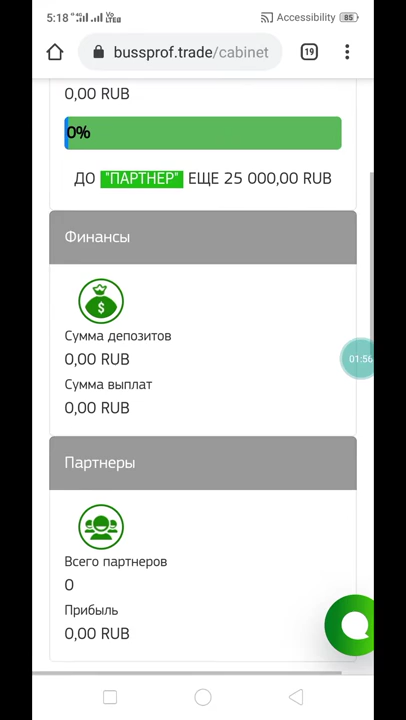 5:18 Accessibility 85
bussprof.trade/cabinet 19
0,00 RUB
0%
ДО "ПАРТНЕР" ЕЩЕ 25 000,00 RUB
Финансы
$
Сумма депозитов
0,00 RUB
01:56
Сумма выплат
0,00 RUB
Партнеры
Всего партнеров
0
Прибыль
0,00 RUB